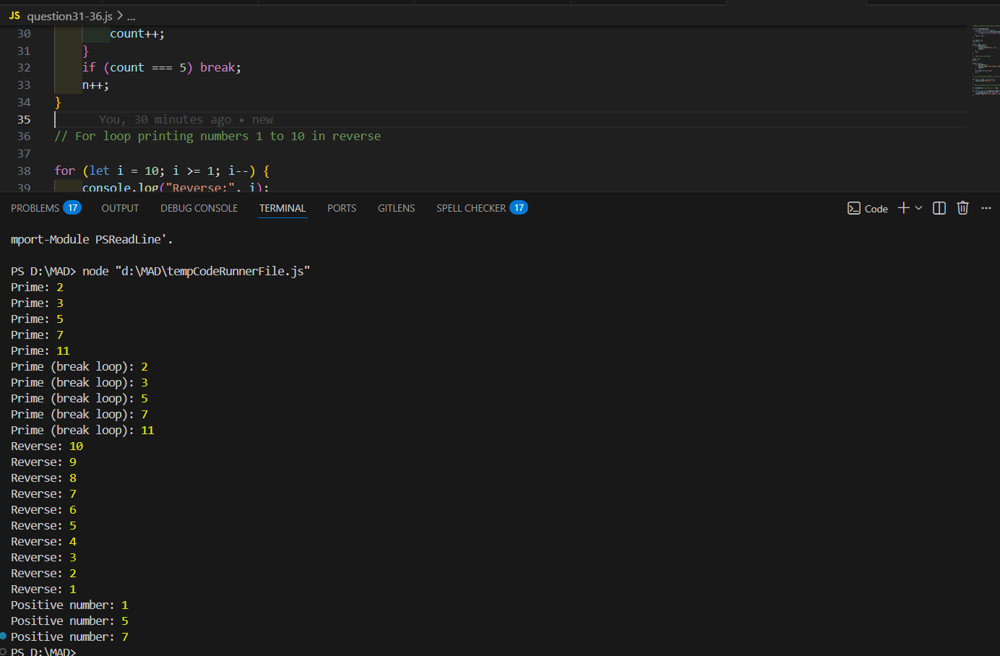 JS question31-36.js > ...
30 count++;
31 }
32 if (count === 5) break;
33 n++;
34 }
35 You, 30 minutes ago • new
36 // For loop printing numbers 1 to 10 in reverse
37
38 for (let i = 10; i >= 1; i--) {
39 console.log("Reverse:", i);
PROBLEMS 17 OUTPUT DEBUG CONSOLE TERMINAL PORTS GITLENS SPELL CHECKER 17 Code
mport-Module PSReadLine'.
PS D:\MAD> node "d:\MAD\tempCodeRunnerFile.js"
Prime: 2
Prime: 3
Prime: 5
Prime: 7
Prime: 11
Prime (break loop): 2
Prime (break loop): 3
Prime (break loop): 5
Prime (break loop): 7
Prime (break loop): 11
Reverse: 10
Reverse: 9
Reverse: 8
Reverse: 7
Reverse: 6
Reverse: 5
Reverse: 4
Reverse: 3
Reverse: 2
Reverse: 1
Positive number: 1
Positive number: 5
Positive number: 7
PS D:\MAD>